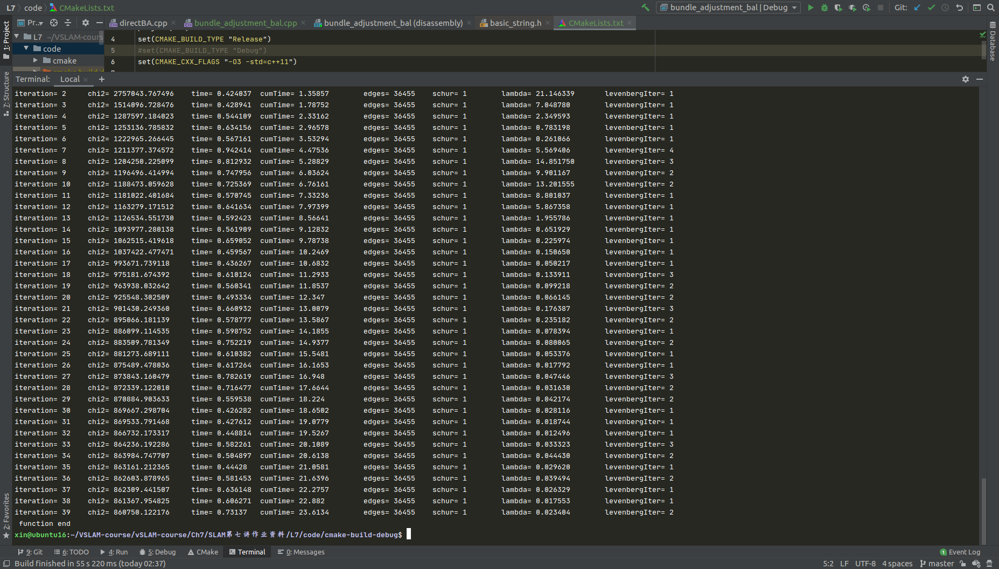 L7 code CMakeLists.txt bundle_adjustment_bal | Debug Git:
Pr... directBA.cpp bundle_adjustment_bal.cpp bundle_adjustment_bal (disassembly) basic_string.h CMakeLists.txt
L7 ~/VSLAM-cours
code
cmake
4 set(CMAKE_BUILD_TYPE "Release")
5 #set(CMAKE_BUILD_TYPE "Debug")
6 set(CMAKE_CXX_FLAGS "-O3 -std=c++11")
1: Project
7: Structure
2: Favorites
Database
Terminal: Local +
iteration= 2 chi2= 2757043.767496 time= 0.424037 cumTime= 1.35857 edges= 36455 schur= 1 lambda= 21.146339 levenbergIter= 1
iteration= 3 chi2= 1514096.728476 time= 0.428941 cumTime= 1.78752 edges= 36455 schur= 1 lambda= 7.048780 levenbergIter= 1
iteration= 4 chi2= 1287597.184023 time= 0.544109 cumTime= 2.33162 edges= 36455 schur= 1 lambda= 2.349593 levenbergIter= 1
iteration= 5 chi2= 1253136.785832 time= 0.634156 cumTime= 2.96578 edges= 36455 schur= 1 lambda= 0.783198 levenbergIter= 1
iteration= 6 chi2= 1222965.266445 time= 0.567161 cumTime= 3.53294 edges= 36455 schur= 1 lambda= 0.261066 levenbergIter= 1
iteration= 7 chi2= 1211377.374572 time= 0.942414 cumTime= 4.47536 edges= 36455 schur= 1 lambda= 5.569406 levenbergIter= 4
iteration= 8 chi2= 1204250.225099 time= 0.812932 cumTime= 5.28829 edges= 36455 schur= 1 lambda= 14.851750 levenbergIter= 3
iteration= 9 chi2= 1196496.414994 time= 0.747956 cumTime= 6.03624 edges= 36455 schur= 1 lambda= 9.901167 levenbergIter= 2
iteration= 10 chi2= 1188473.059628 time= 0.725369 cumTime= 6.76161 edges= 36455 schur= 1 lambda= 13.201555 levenbergIter= 2
iteration= 11 chi2= 1181022.401684 time= 0.570745 cumTime= 7.33236 edges= 36455 schur= 1 lambda= 8.801037 levenbergIter= 1
iteration= 12 chi2= 1163279.171512 time= 0.641634 cumTime= 7.97399 edges= 36455 schur= 1 lambda= 5.867358 levenbergIter= 1
iteration= 13 chi2= 1126534.551730 time= 0.592423 cumTime= 8.56641 edges= 36455 schur= 1 lambda= 1.955786 levenbergIter= 1
iteration= 14 chi2= 1093977.280138 time= 0.561909 cumTime= 9.12832 edges= 36455 schur= 1 lambda= 0.651929 levenbergIter= 1
iteration= 15 chi2= 1062515.419618 time= 0.659052 cumTime= 9.78738 edges= 36455 schur= 1 lambda= 0.225974 levenbergIter= 1
iteration= 16 chi2= 1037422.477471 time= 0.459567 cumTime= 10.2469 edges= 36455 schur= 1 lambda= 0.150650 levenbergIter= 1
iteration= 17 chi2= 993671.739118 time= 0.436267 cumTime= 10.6832 edges= 36455 schur= 1 lambda= 0.050217 levenbergIter= 1
iteration= 18 chi2= 975181.674392 time= 0.610124 cumTime= 11.2933 edges= 36455 schur= 1 lambda= 0.133911 levenbergIter= 3
iteration= 19 chi2= 963938.032642 time= 0.560341 cumTime= 11.8537 edges= 36455 schur= 1 lambda= 0.099218 levenbergIter= 2
iteration= 20 chi2= 925548.302509 time= 0.493334 cumTime= 12.347 edges= 36455 schur= 1 lambda= 0.066145 levenbergIter= 2
iteration= 21 chi2= 901430.249360 time= 0.660932 cumTime= 13.0079 edges= 36455 schur= 1 lambda= 0.176387 levenbergIter= 3
iteration= 22 chi2= 895066.181139 time= 0.578777 cumTime= 13.5867 edges= 36455 schur= 1 lambda= 0.235182 levenbergIter= 2
iteration= 23 chi2= 886099.114535 time= 0.598752 cumTime= 14.1855 edges= 36455 schur= 1 lambda= 0.078394 levenbergIter= 1
iteration= 24 chi2= 883509.781349 time= 0.752219 cumTime= 14.9377 edges= 36455 schur= 1 lambda= 0.080065 levenbergIter= 2
iteration= 25 chi2= 881273.689111 time= 0.610382 cumTime= 15.5481 edges= 36455 schur= 1 lambda= 0.053376 levenbergIter= 1
iteration= 26 chi2= 875489.478036 time= 0.617264 cumTime= 16.1653 edges= 36455 schur= 1 lambda= 0.017792 levenbergIter= 1
iteration= 27 chi2= 873843.160479 time= 0.782619 cumTime= 16.948 edges= 36455 schur= 1 lambda= 0.047446 levenbergIter= 3
iteration= 28 chi2= 872339.122010 time= 0.716477 cumTime= 17.6644 edges= 36455 schur= 1 lambda= 0.031630 levenbergIter= 2
iteration= 29 chi2= 870884.903633 time= 0.559538 cumTime= 18.224 edges= 36455 schur= 1 lambda= 0.042174 levenbergIter= 2
iteration= 30 chi2= 869667.298704 time= 0.426282 cumTime= 18.6502 edges= 36455 schur= 1 lambda= 0.028116 levenbergIter= 1
iteration= 31 chi2= 869533.791468 time= 0.427612 cumTime= 19.0779 edges= 36455 schur= 1 lambda= 0.018744 levenbergIter= 1
iteration= 32 chi2= 866732.173317 time= 0.448814 cumTime= 19.5267 edges= 36455 schur= 1 lambda= 0.012496 levenbergIter= 1
iteration= 33 chi2= 864236.192286 time= 0.582261 cumTime= 20.1089 edges= 36455 schur= 1 lambda= 0.033323 levenbergIter= 3
iteration= 34 chi2= 863984.747707 time= 0.504897 cumTime= 20.6138 edges= 36455 schur= 1 lambda= 0.044430 levenbergIter= 2
iteration= 35 chi2= 863161.212365 time= 0.44428 cumTime= 21.0581 edges= 36455 schur= 1 lambda= 0.029620 levenbergIter= 1
iteration= 36 chi2= 862603.878965 time= 0.581453 cumTime= 21.6396 edges= 36455 schur= 1 lambda= 0.039494 levenbergIter= 2
iteration= 37 chi2= 862309.441507 time= 0.636148 cumTime= 22.2757 edges= 36455 schur= 1 lambda= 0.026329 levenbergIter= 1
iteration= 38 chi2= 861367.954825 time= 0.606271 cumTime= 22.882 edges= 36455 schur= 1 lambda= 0.017553 levenbergIter= 1
iteration= 39 chi2= 860750.122176 time= 0.73137 cumTime= 23.6134 edges= 36455 schur= 1 lambda= 0.023404 levenbergIter= 2
function end
xin@ubuntu16:~/VSLAM-course/vSLAM-course/Ch7/SLAM第七讲作业资料/L7/code/cmake-build-debug$
9: Git 6: TODO 4: Run 5: Debug CMake Terminal 0: Messages 1 Event Log
Build finished in 55 s 220 ms (today 02:37) 5:2 LF UTF-8 4 spaces master